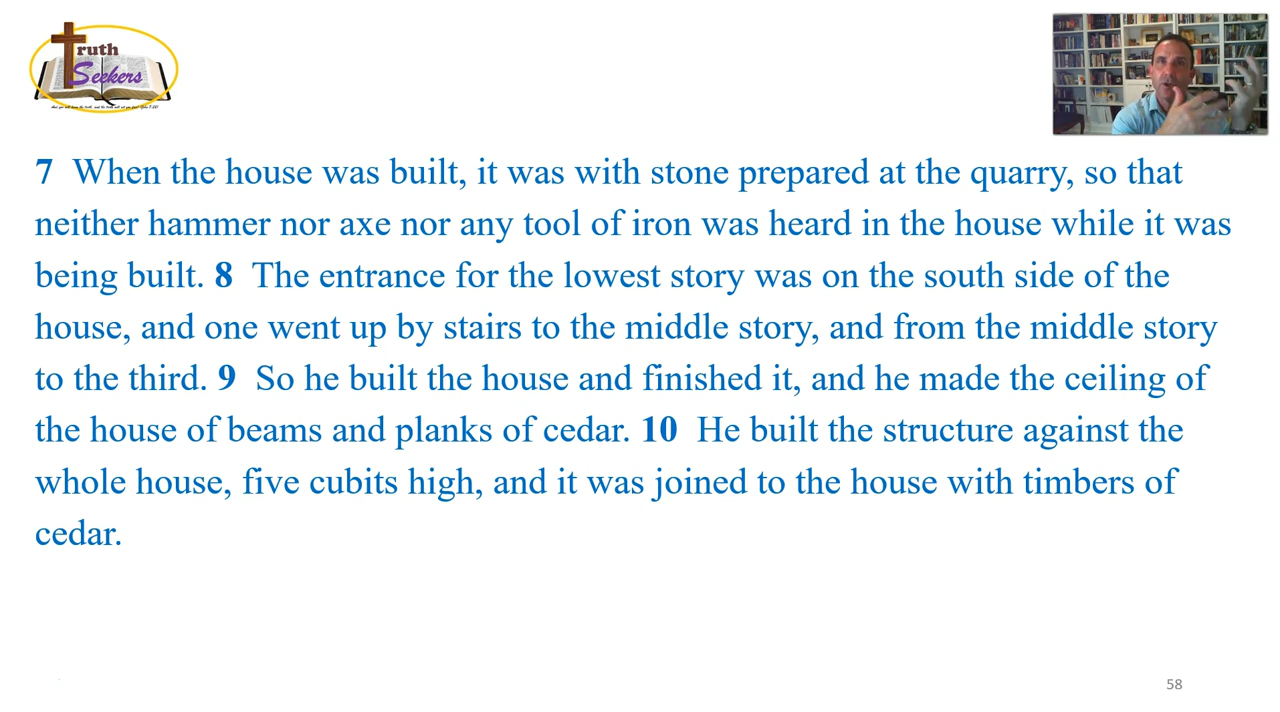 Truth
Seekers
7 When the house was built, it was with stone prepared at the quarry, so that
neither hammer nor axe nor any tool of iron was heard in the house while it was
being built. 8 The entrance for the lowest story was on the south side of the
house, and one went up by stairs to the middle story, and from the middle story
to the third. 9 So he built the house and finished it, and he made the ceiling of
the house of beams and planks of cedar. 10 He built the structure against the
whole house, five cubits high, and it was joined to the house with timbers of
cedar.
58